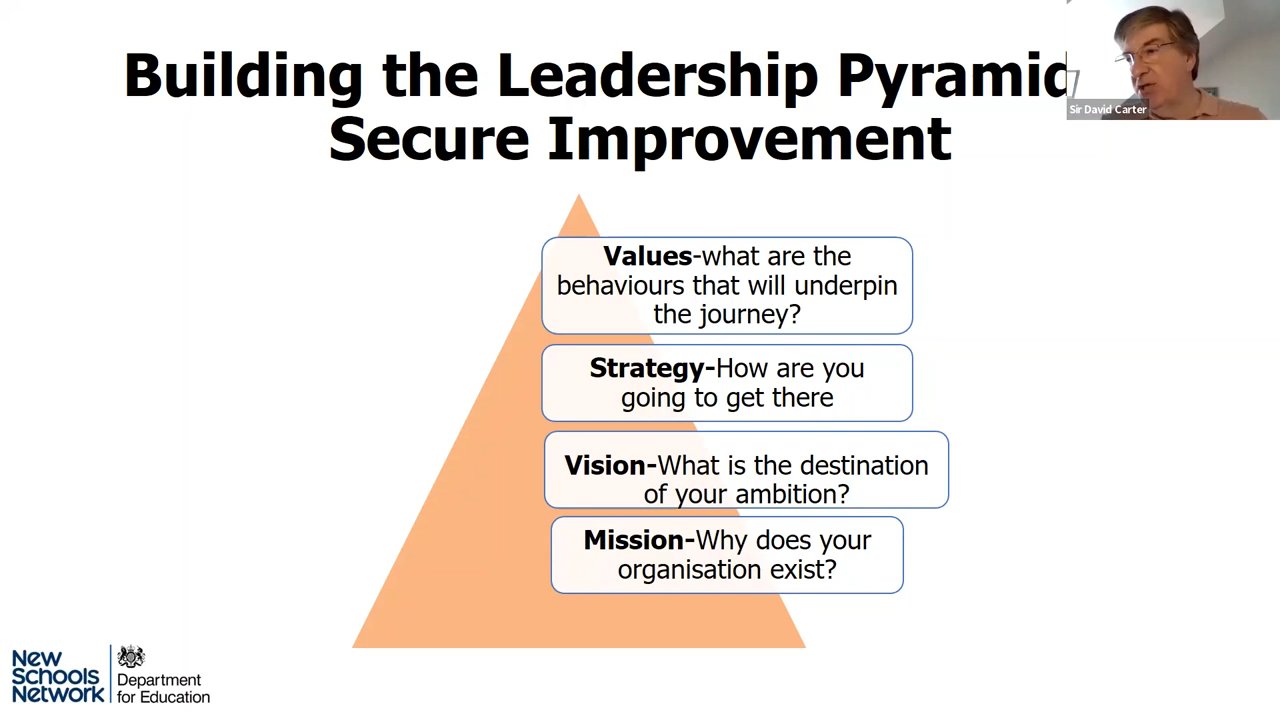 Building the Leadership Pyramid
Secure Improvement
Sir David Carter
Values-what are the
behaviours that will underpin
the journey?
Strategy-How are you
going to get there
Vision-What is the destination
of your ambition?
Mission-Why does your
organisation exist?
New
Schools
Network
Department
for Education